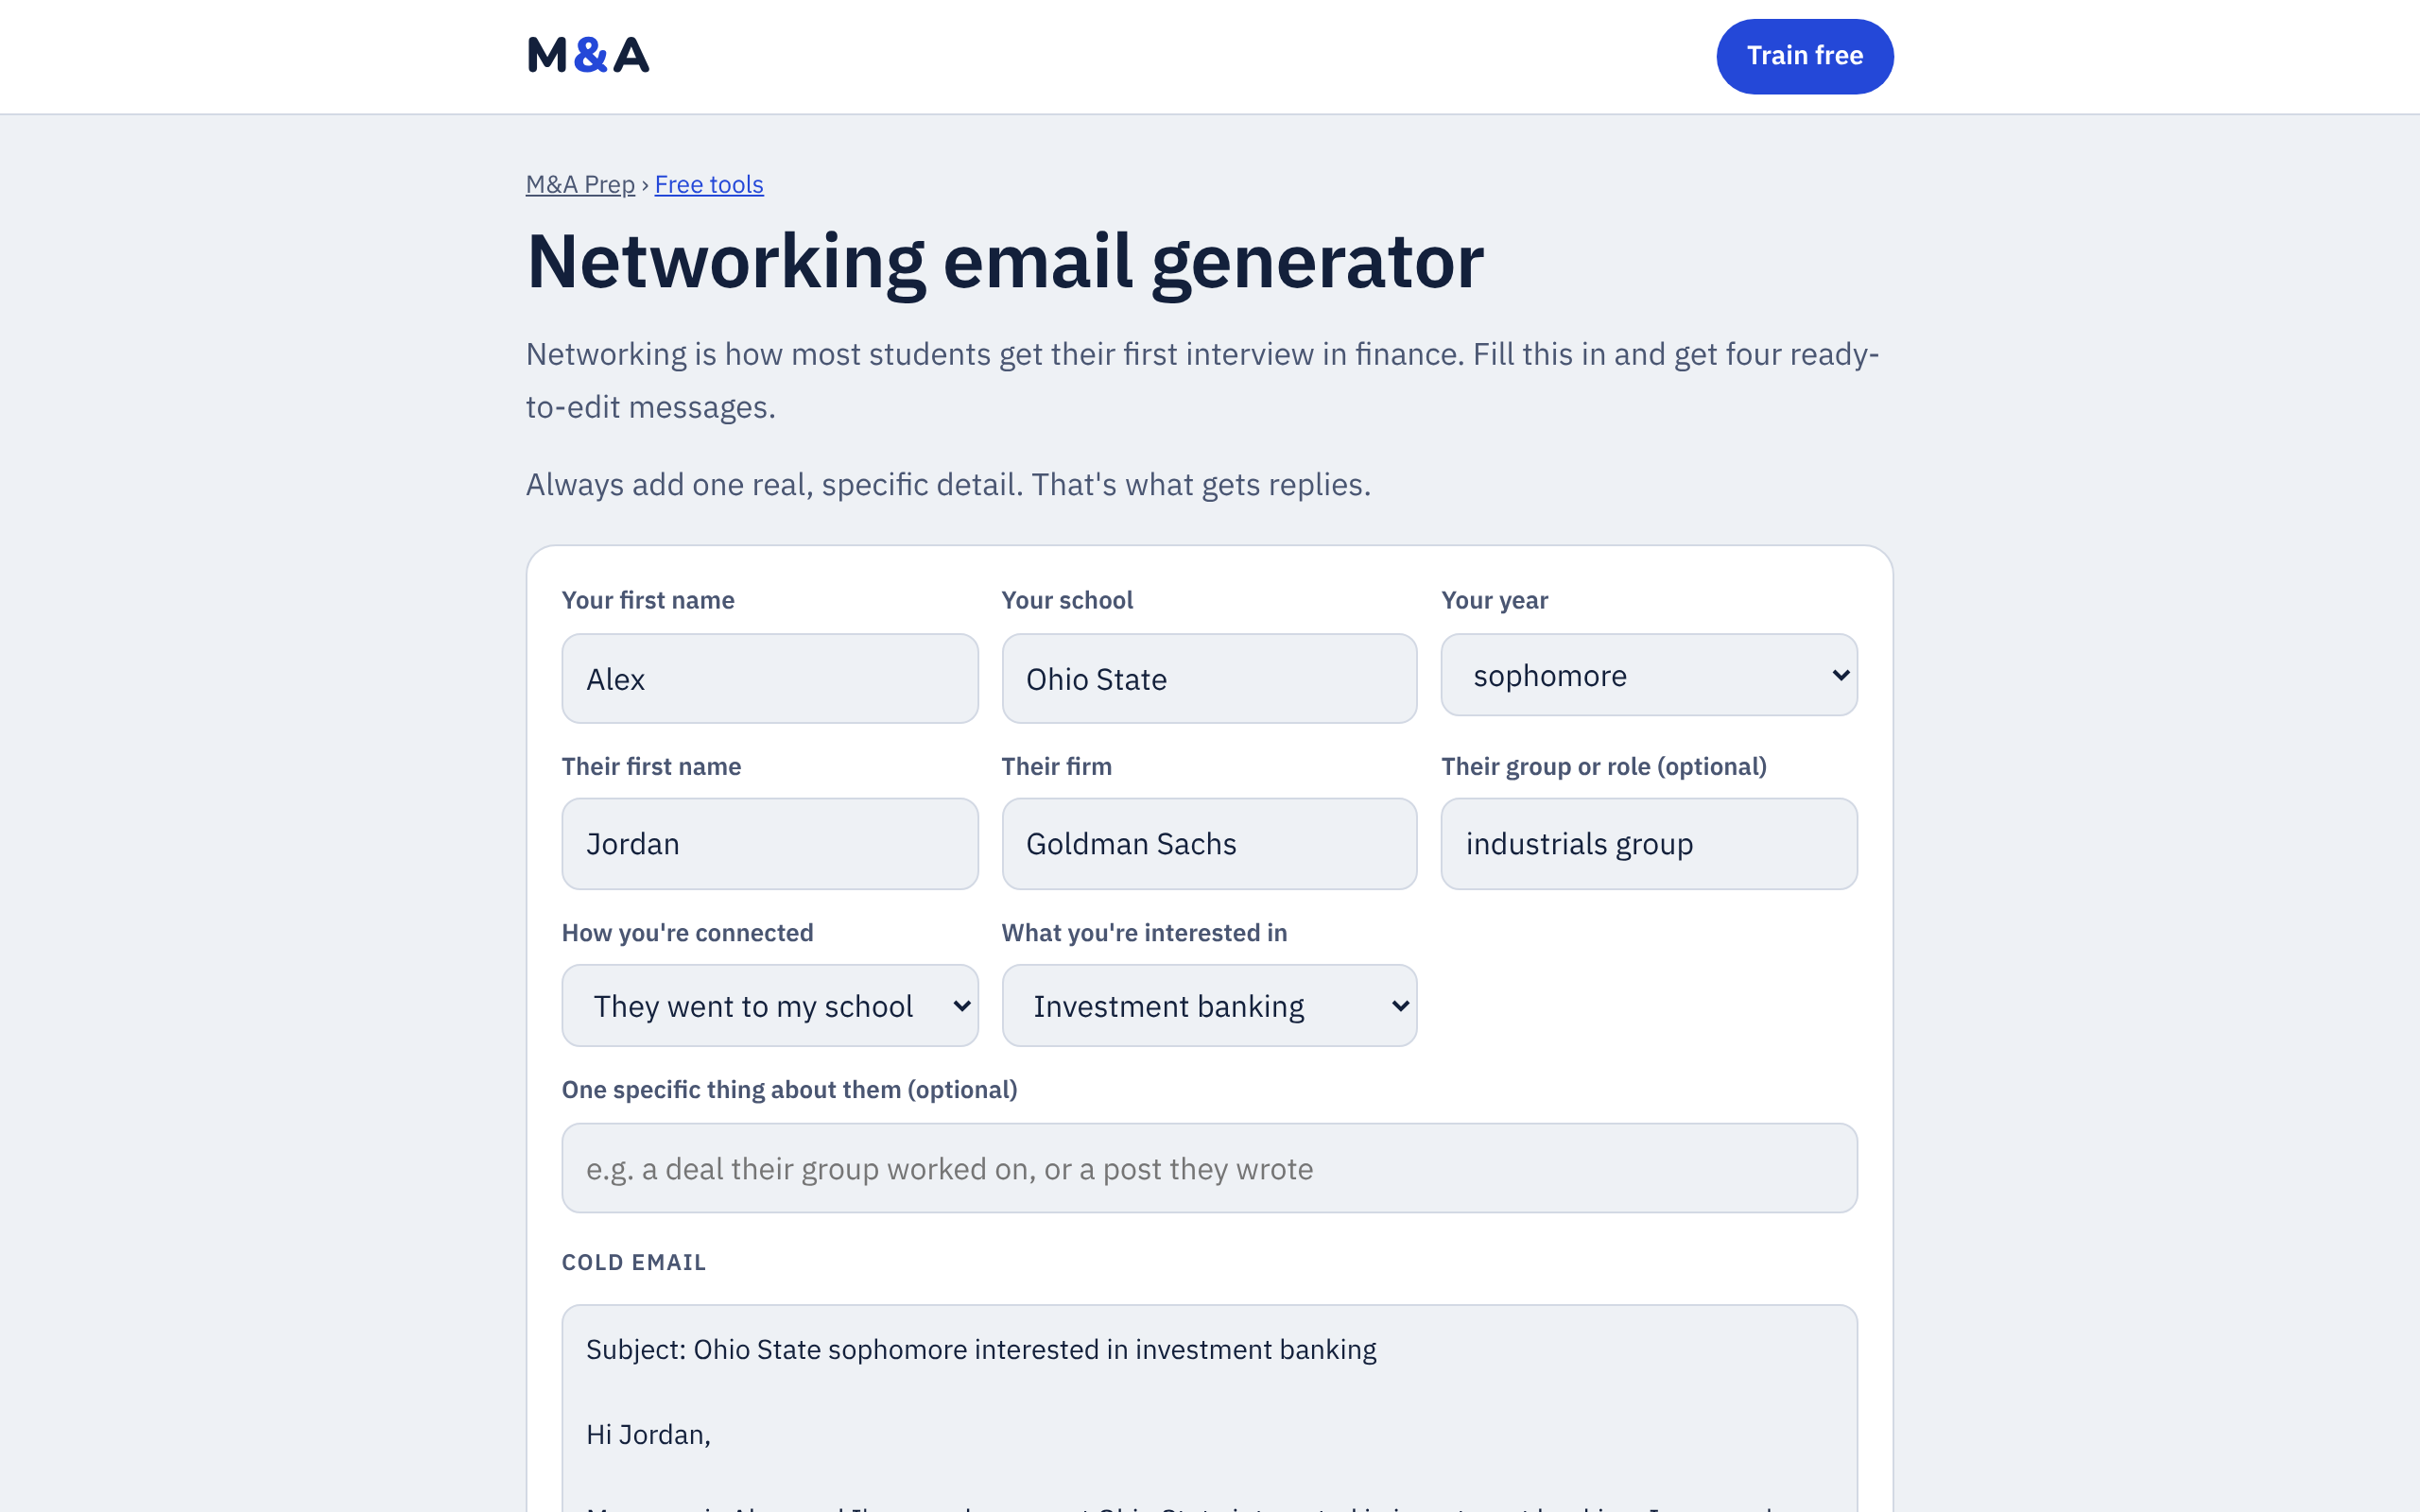 M&A
Train free
M&A Prep › Free tools
Networking email generator
Networking is how most students get their first interview in finance. Fill this in and get four ready-
to-edit messages.
Always add one real, specific detail. That's what gets replies.
Your first name
Your school
Your year
Alex
Ohio State
sophomore
Their first name
Their firm
Their group or role (optional)
Jordan
Goldman Sachs
industrials group
How you're connected
What you're interested in
They went to my school
Investment banking
One specific thing about them (optional)
e.g. a deal their group worked on, or a post they wrote
COLD EMAIL
Subject: Ohio State sophomore interested in investment banking
Hi Jordan,